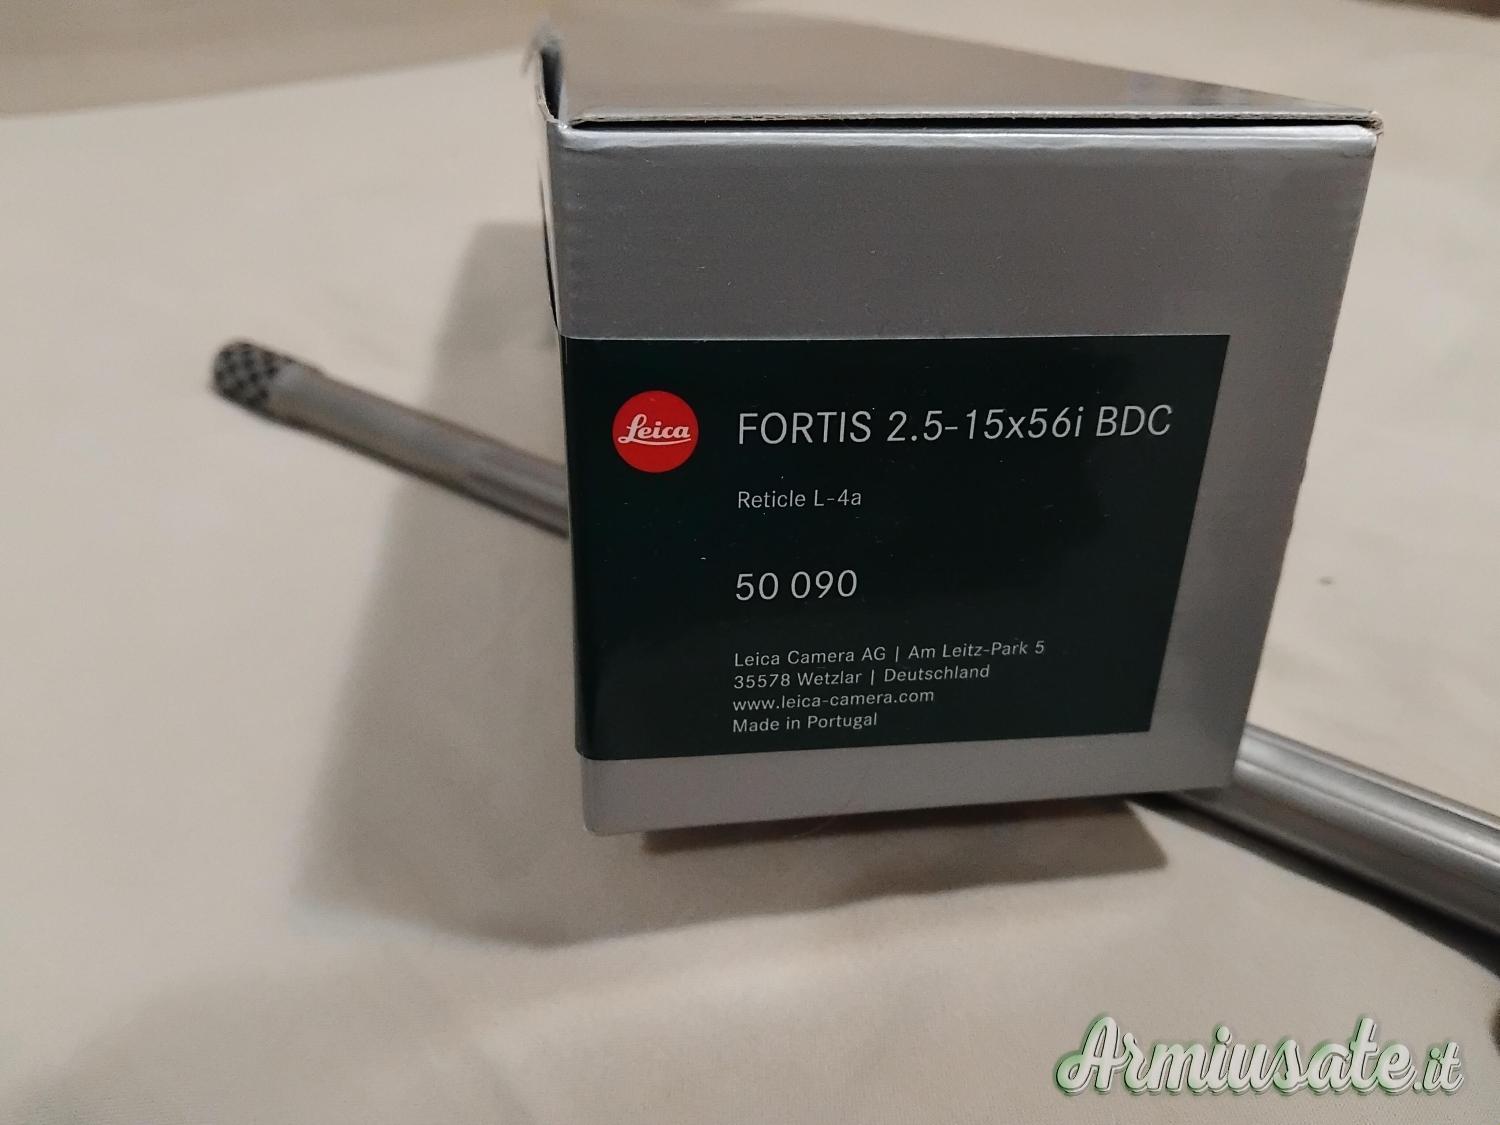 Leica
FORTIS 2.5-15x56i BDC
Reticle L-4a
50 090
Leica Camera AG | Am Leitz-Park 5
35578 Wetzlar | Deutschland
www.leica-camera.com
Made in Portugal
Armiusate.it